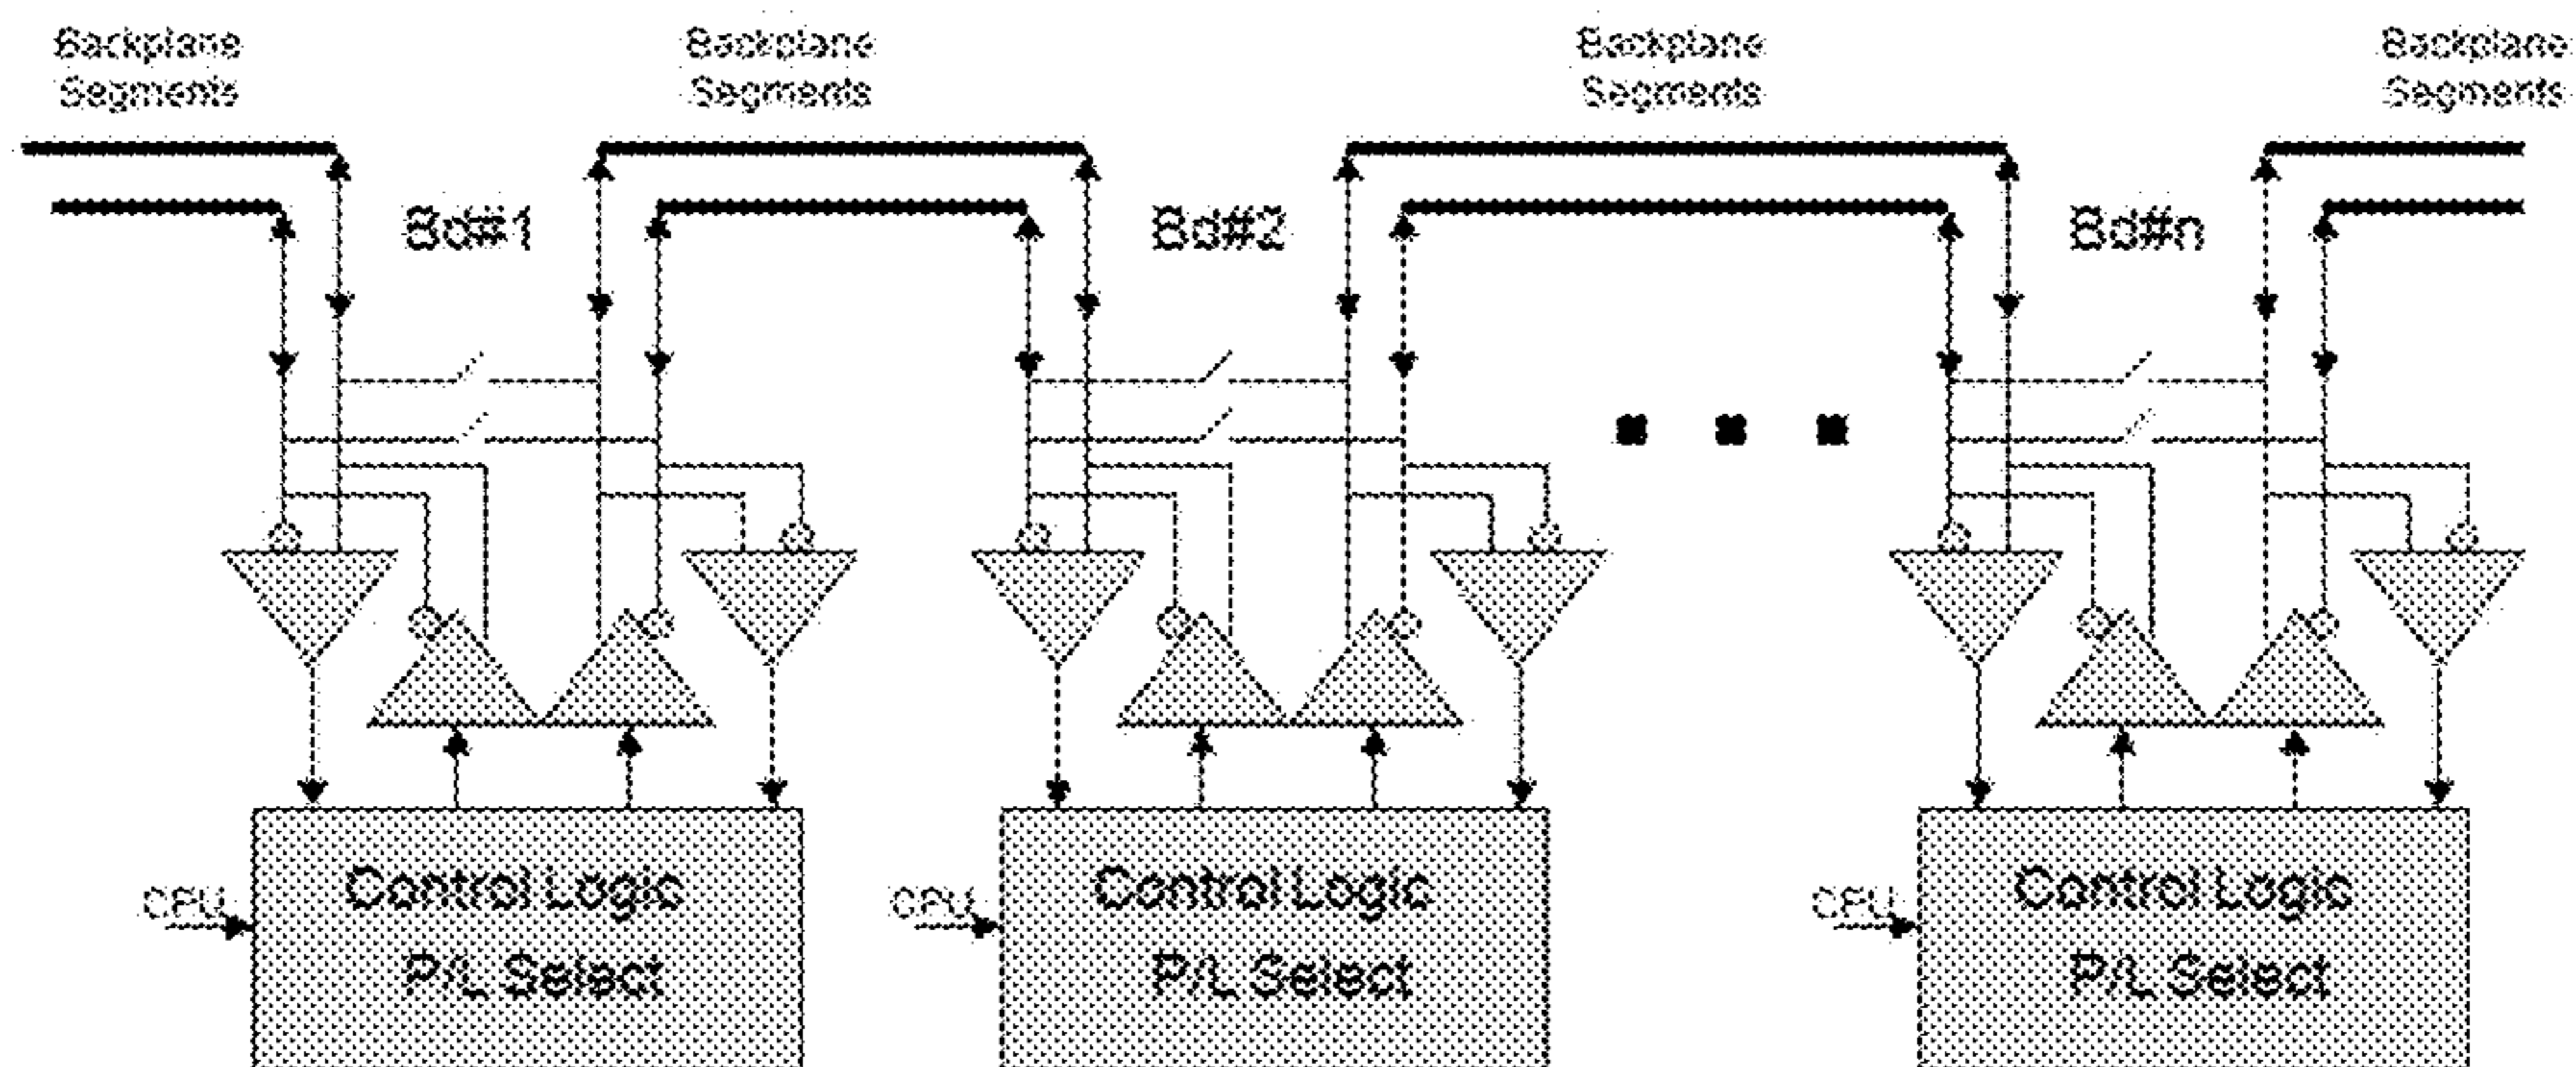 Backplane
Segments
Backplane
Segments
Backplane
Segments
Backplane
Segments
Bd#1
Bd#2
Bd#n
CPU
Control Logic
P/L Select
CPU
Control Logic
P/L Select
CPU
Control Logic
P/L Select